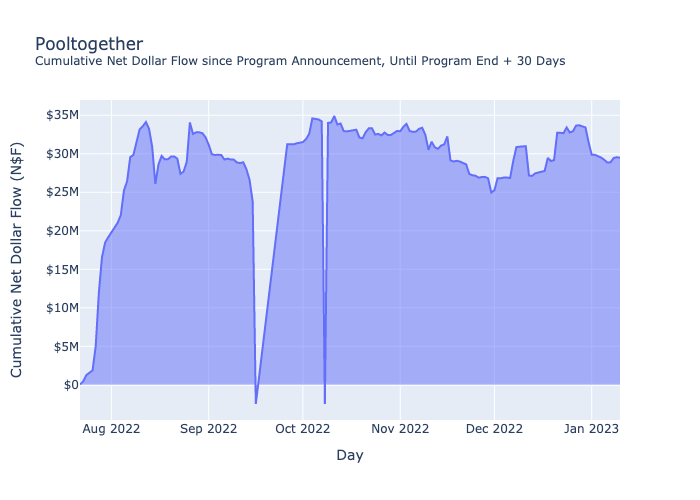 Pooltogether
Cumulative Net Dollar Flow since Program Announcement, Until Program End + 30 Days
Cumulative Net Dollar Flow (N$F)
$35M
$30M
$25M
$20M
$15M
$10M
$5M
$0
Aug 2022 Sep 2022 Oct 2022 Nov 2022 Dec 2022 Jan 2023
Day